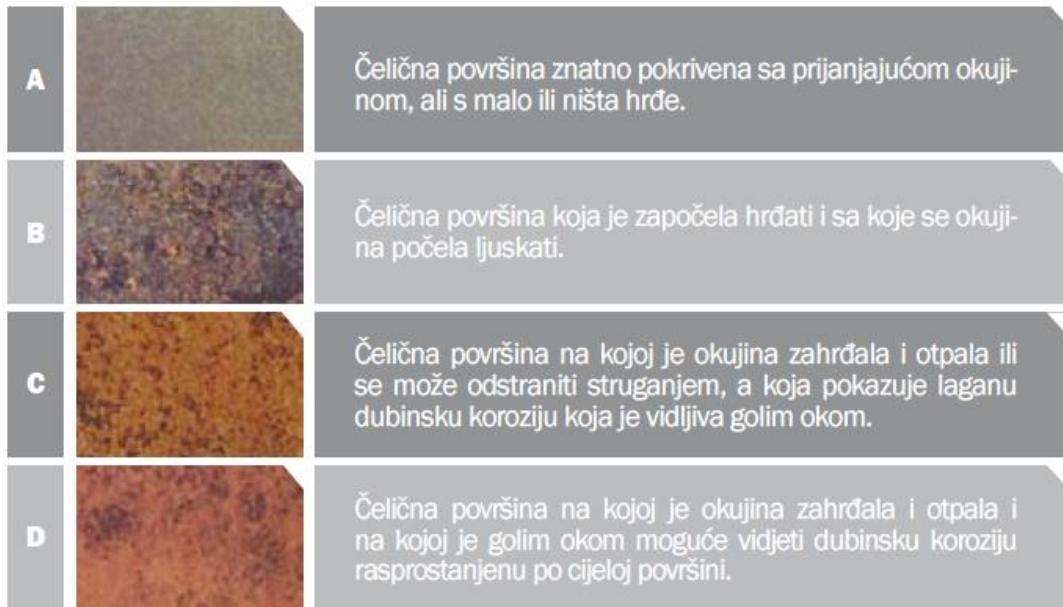 A
Čelična površina znatno pokrivena sa prijanjajućom okuji-
nom, ali s malo ili ništa hrđe.
B
Čelična površina koja je započela hrđati i sa koje se okuji-
na počela ljuskati.
C
Čelična površina na kojoj je okujina zahrđala i otpala ili
se može odstraniti struganjem, a koja pokazuje laganu
dubinsku koroziju koja je vidljiva golim okom.
D
Čelična površina na kojoj je okujina zahrđala i otpala i
na kojoj je golim okom moguće vidjeti dubinsku koroziju
rasprostanjenu po cijeloj površini.